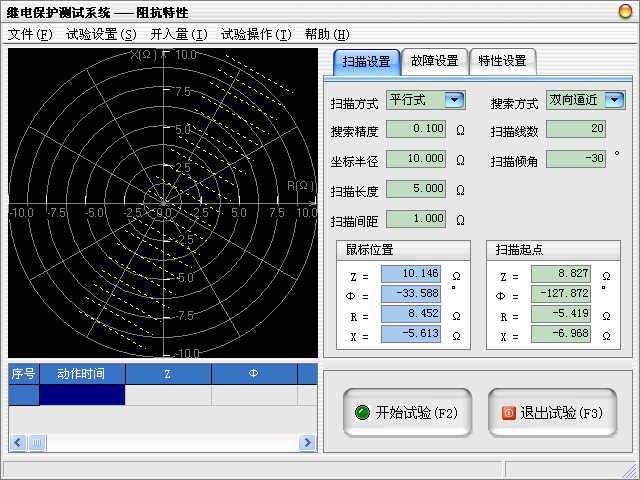 继电保护测试系统 —— 阻抗特性
文件(F) 试验设置(S) 开入量(I) 试验操作(T) 帮助(H)
X(Ω) 10.0
7.5
5.0
2.5
R(Ω)
-10.0 -7.5 -5.0 -2.5 0.0 2.5 5.0 7.5 10.0
-2.5
-5.0
-7.5
-10.0
扫描设置 故障设置 特性设置
扫描方式 平行式 搜索方式 双向逼近
搜索精度 0.100 Ω 扫描线数 20
坐标半径 10.000 Ω 扫描倾角 -30 °
扫描长度 5.000 Ω
扫描间距 1.000 Ω
鼠标位置
Z = 10.146 Ω
Φ = -33.588 °
R = 8.452 Ω
X = -5.613 Ω
扫描起点
Z = 8.827 Ω
Φ = -127.872 °
R = -5.419 Ω
X = -6.968 Ω
序号 动作时间 Z Φ
开始试验(F2) 退出试验(F3)